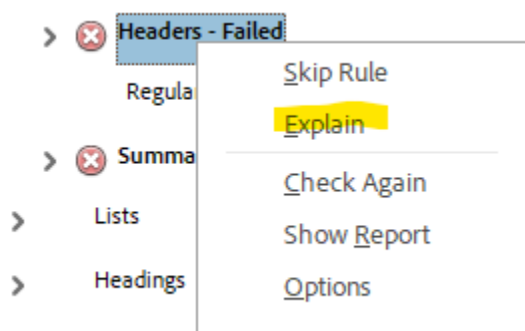 Headers - Failed
Skip Rule
Regula
Explain
Summa
Check Again
Lists
Show Report
Headings
Options